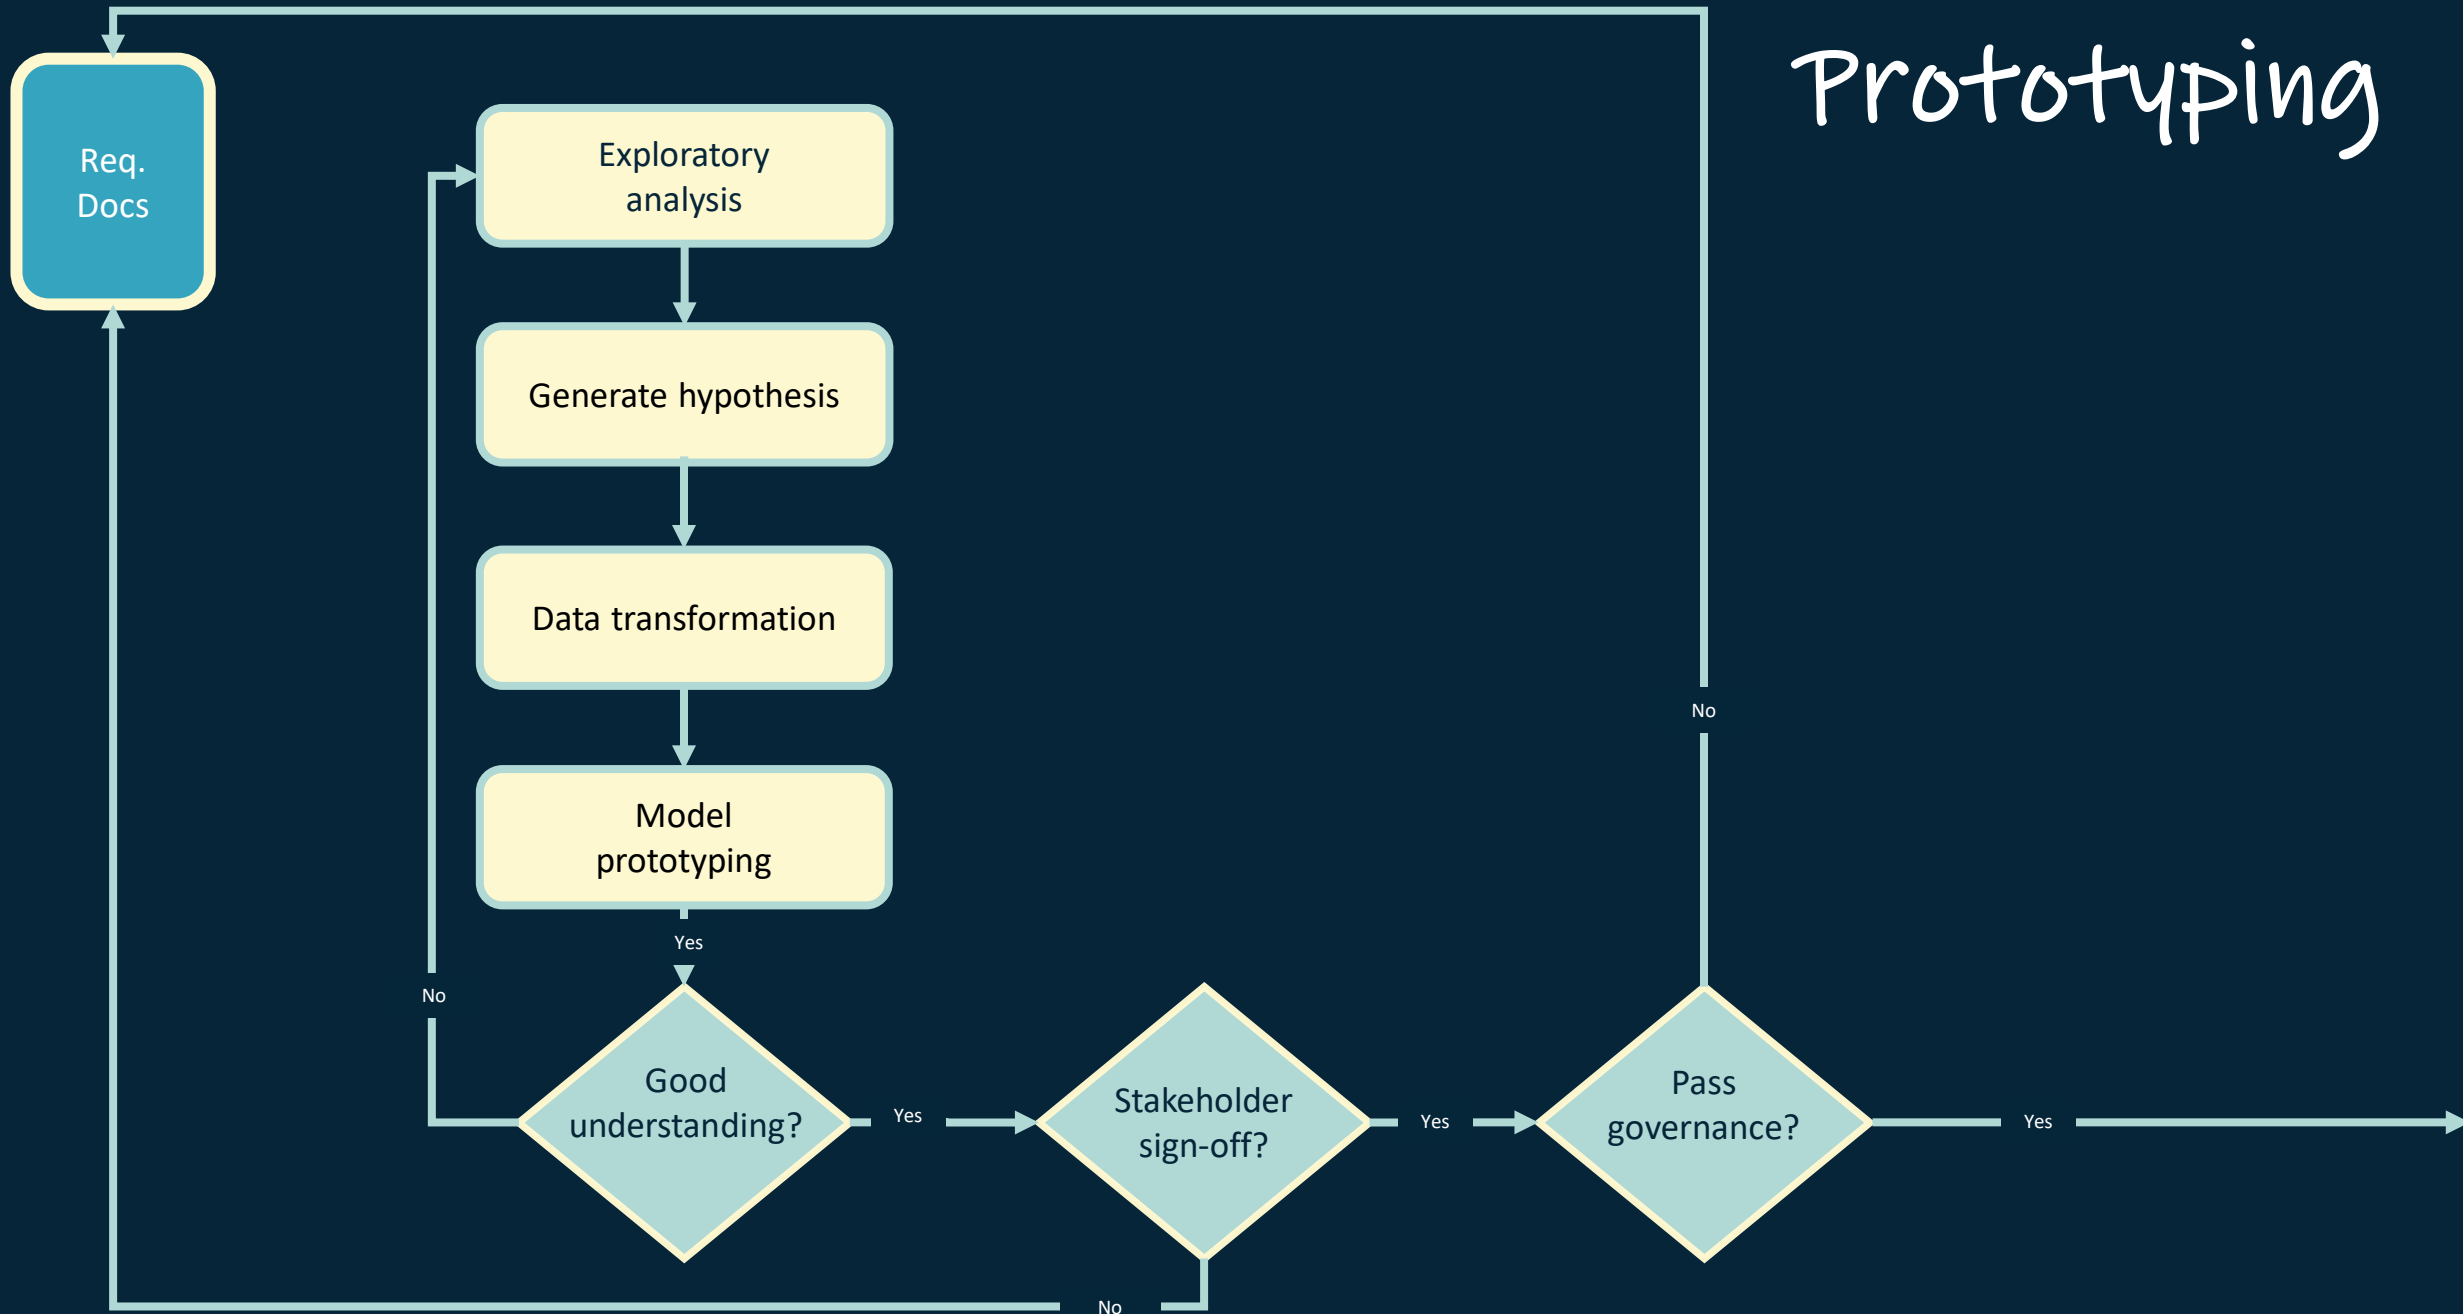 Prototyping
Req.
Docs
Exploratory
analysis
Generate hypothesis
Data transformation
Model
prototyping
Yes
No
Good
understanding?
Yes
Stakeholder
sign-off?
Yes
No
Pass
governance?
Yes
No